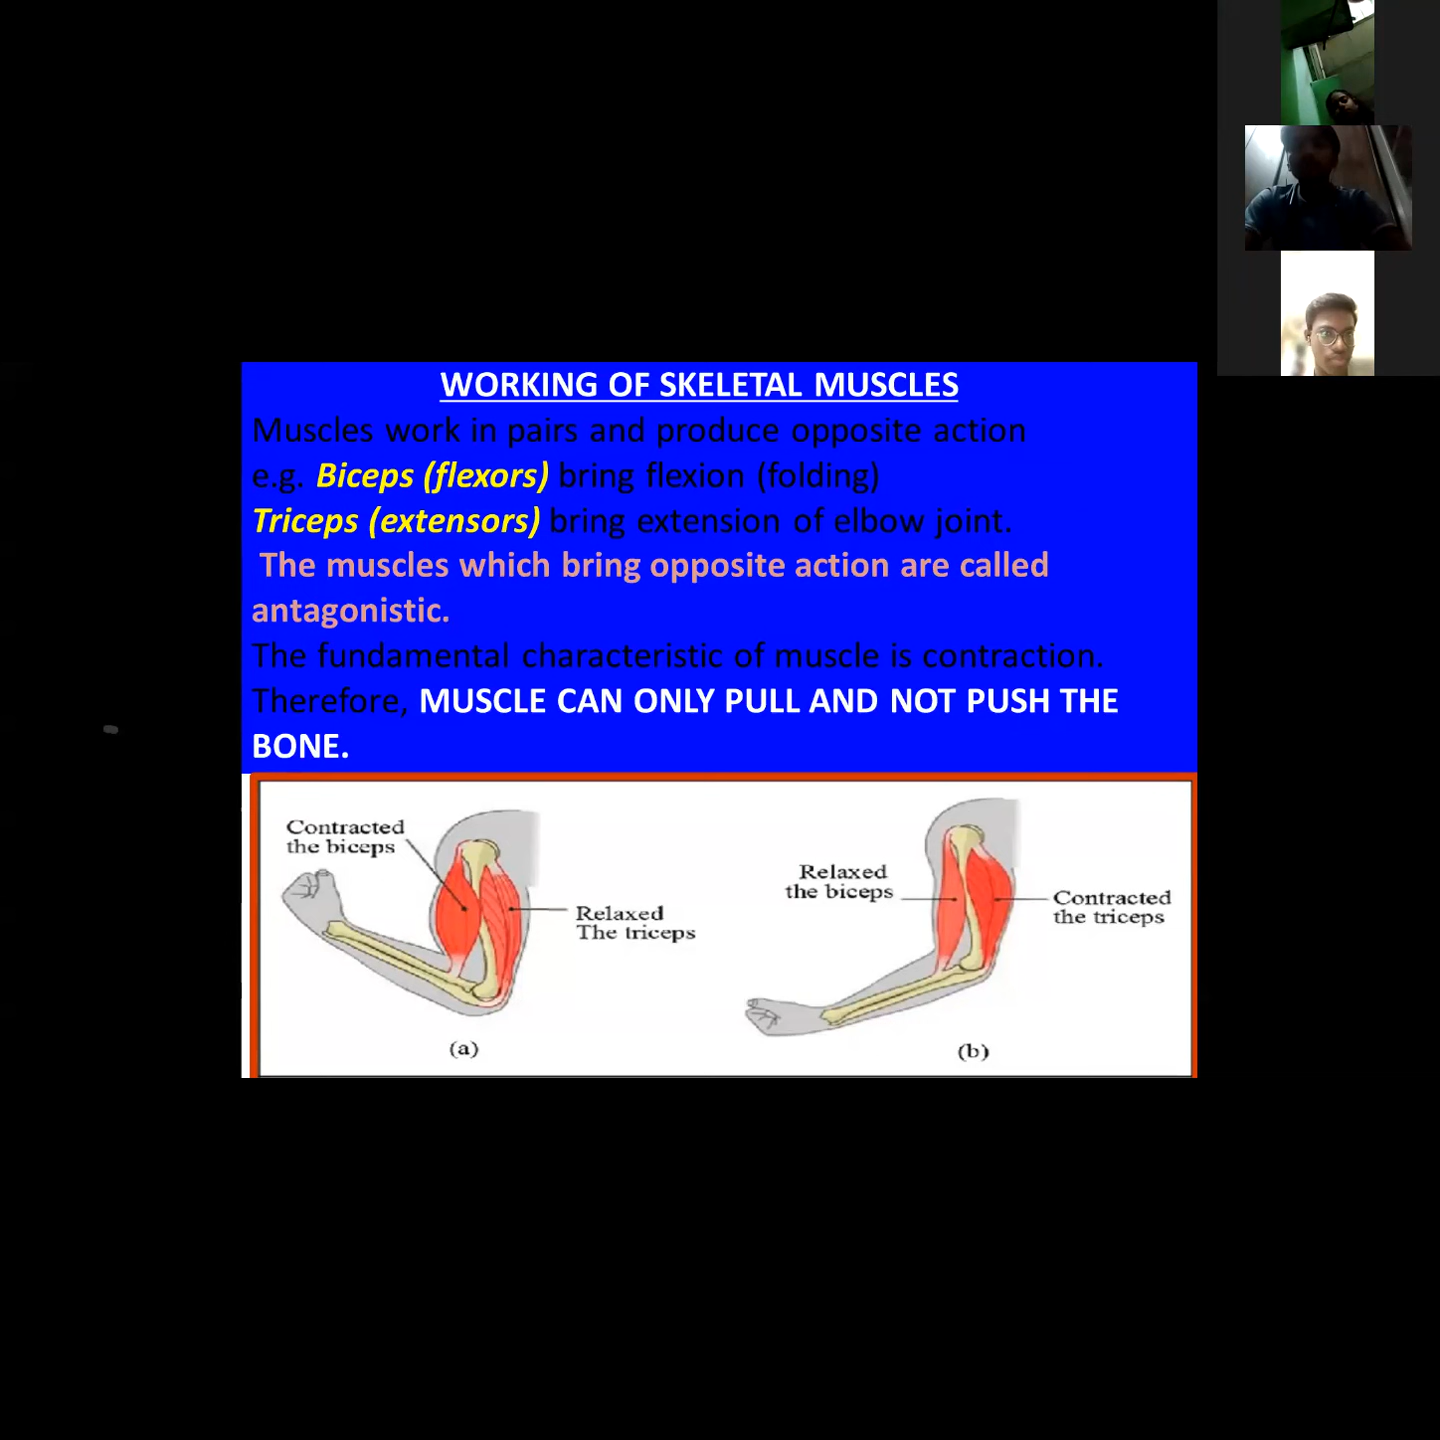 WORKING OF SKELETAL MUSCLES
Muscles work in pairs and produce opposite action
e.g. Biceps (flexors) bring flexion (folding)
Triceps (extensors) bring extension of elbow joint.
The muscles which bring opposite action are called
antagonistic.
The fundamental characteristic of muscle is contraction.
Therefore, MUSCLE CAN ONLY PULL AND NOT PUSH THE
BONE.
Contracted
the biceps
Relaxed
The triceps
(a)
Relaxed
the biceps
Contracted
the triceps
(b)